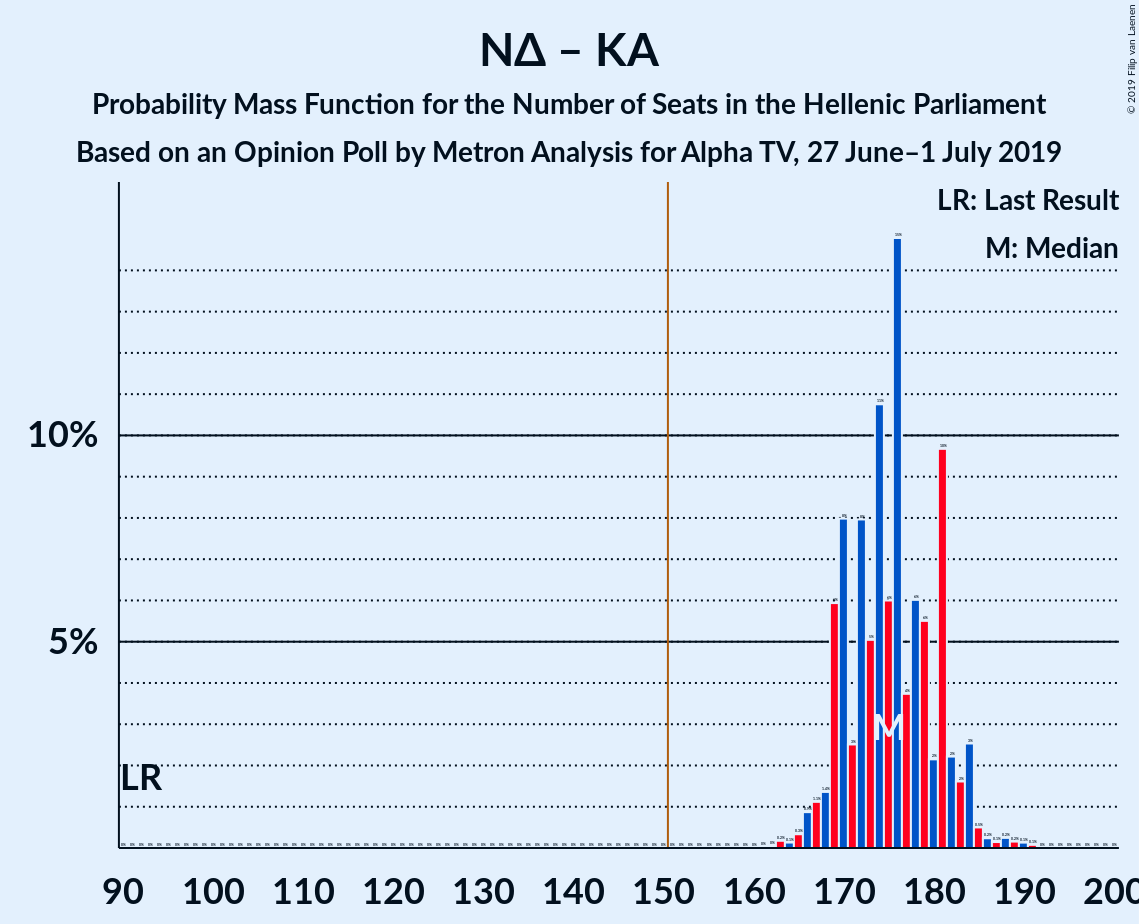 ΝΔ – ΚΑ
Probability Mass Function for the Number of Seats in the Hellenic Parliament
Based on an Opinion Poll by Metron Analysis for Alpha TV, 27 June–1 July 2019
© 2019 Filip van Laenen
LR: Last Result
M: Median
10%
5%
LR
M
90 100 110 120 130 140 150 160 170 180 190 200